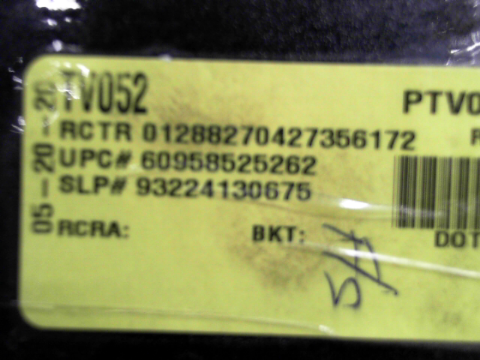 TV052
PTV0
RCTR 01288270427356172
UPC# 60958525262
SLP# 93224130675
RCRA:
BKT:
DOT
05-20-20